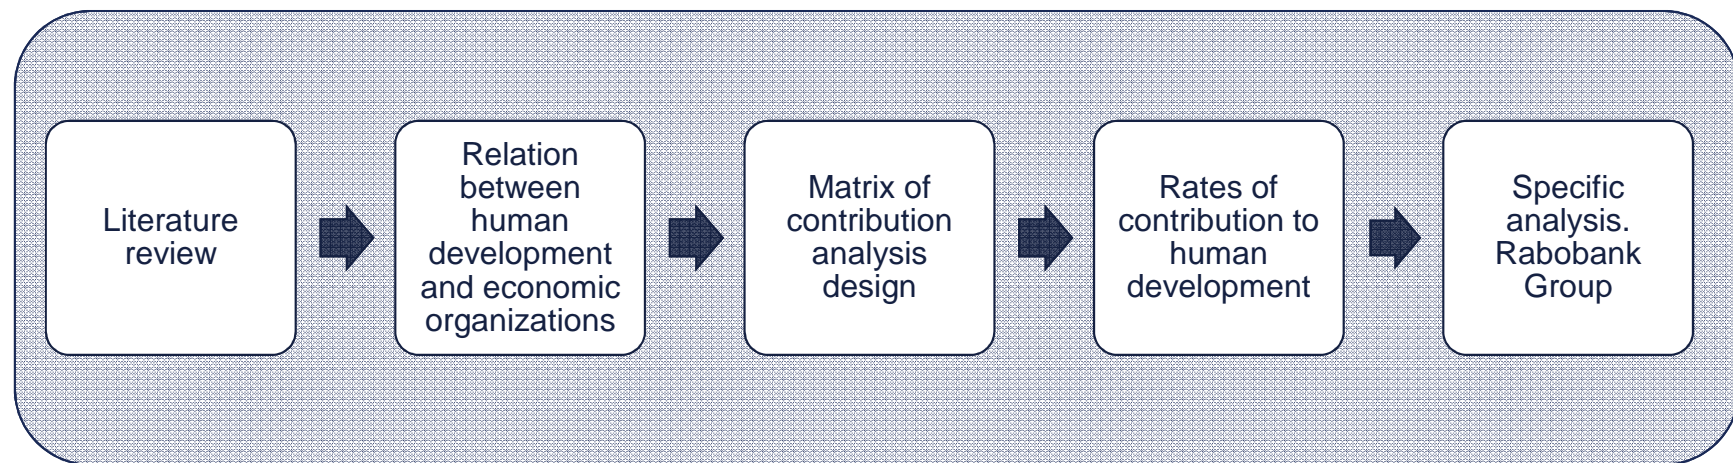 Literature
review
Relation
between
human
development
and economic
organizations
Matrix of
contribution
analysis
design
Rates of
contribution to
human
development
Specific
analysis.
Rabobank
Group